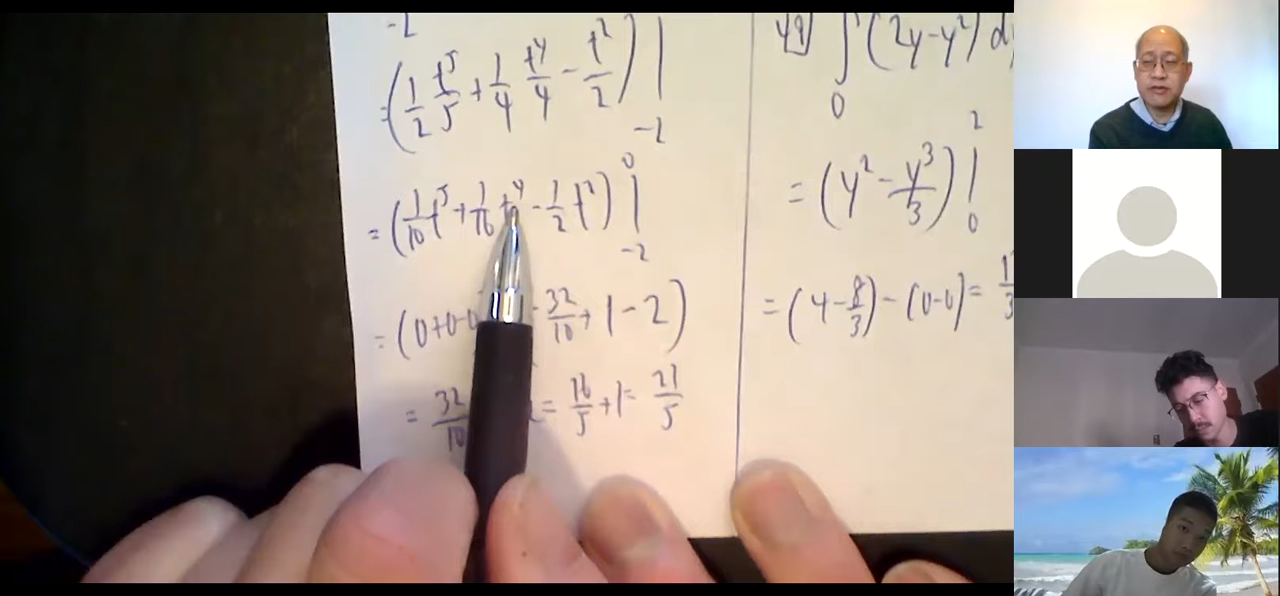 -2
=(1/2 t^5/5 + 1/4 t^4/4 - t^2/2) | -2
=(1/10 t^5 + 1/16 t^4 - 1/2 t^2) | 0 -2
=(0+0-0 -32/10 + 1 - 2)
= 32/10 = 16/5 + 1 = 21/5
49] ∫ 0 (2y-y^2) d
=(y^2 - y^3/3) | 2 0
=(4 - 8/3) - (0-0) =